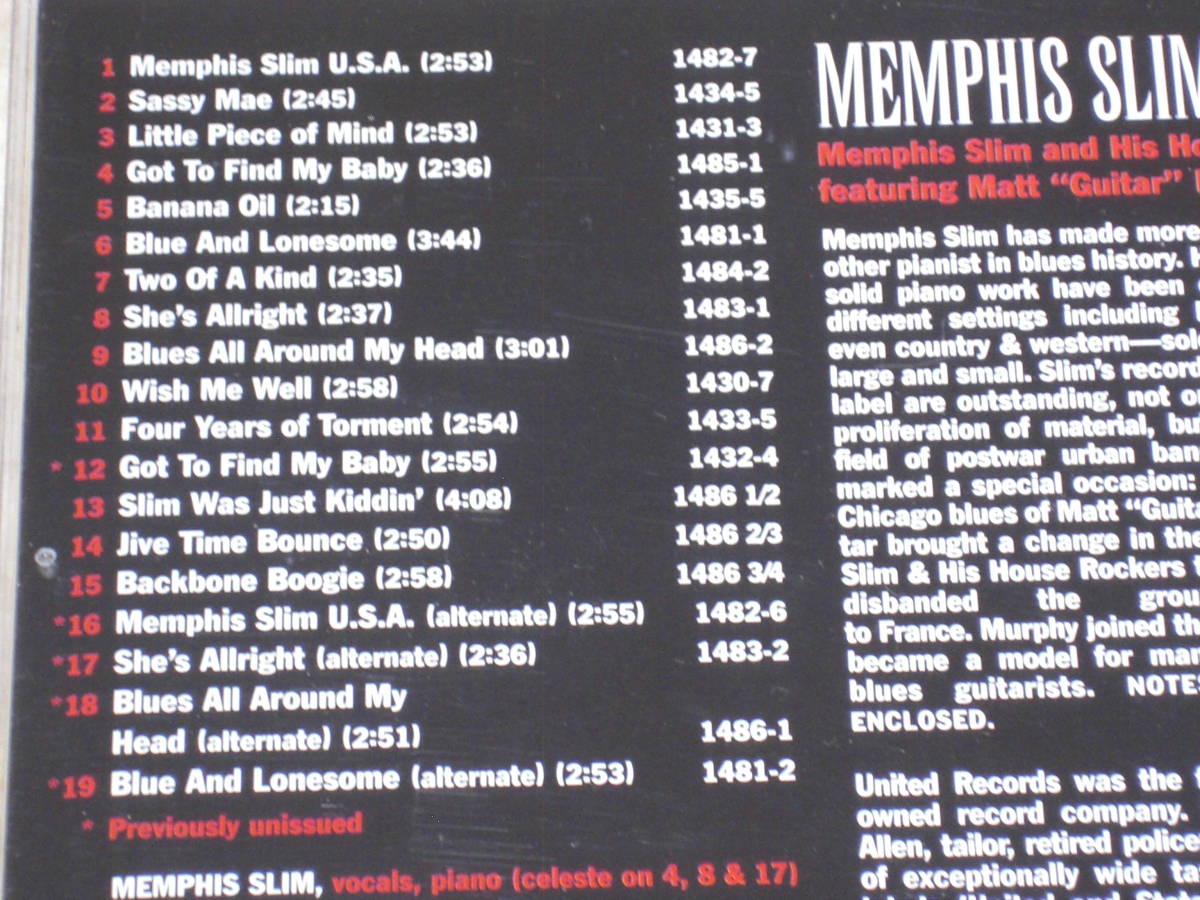 1 Memphis Slim U.S.A. (2:53) 1482-7
2 Sassy Mae (2:45) 1434-5
3 Little Piece of Mind (2:53) 1431-3
4 Got To Find My Baby (2:36) 1485-1
5 Banana Oil (2:15) 1435-5
6 Blue And Lonesome (3:44) 1481-1
7 Two Of A Kind (2:35) 1484-2
8 She's Allright (2:37) 1483-1
9 Blues All Around My Head (3:01) 1486-2
10 Wish Me Well (2:58) 1430-7
11 Four Years of Torment (2:54) 1433-5
* 12 Got To Find My Baby (2:55) 1432-4
13 Slim Was Just Kiddin' (4:08) 1486 1/2
14 Jive Time Bounce (2:50) 1486 2/3
15 Backbone Boogie (2:58) 1486 3/4
*16 Memphis Slim U.S.A. (alternate) (2:55) 1482-6
*17 She's Allright (alternate) (2:36) 1483-2
*18 Blues All Around My
Head (alternate) (2:51) 1486-1
*19 Blue And Lonesome (alternate) (2:53) 1481-2
* Previously unissued
MEMPHIS SLIM, vocals, piano (celeste on 4, 8 & 17)
MEMPHIS SLIM
Memphis Slim and His
featuring Matt "Guitar"
Memphis Slim has made more
other pianist in blues history.
solid piano work have been
different settings including
even country & western—solo
large and small. Slim's record
label are outstanding, not
proliferation of material,
field of postwar urban
marked a special occasion:
Chicago blues of Matt "Guita
tar brought a change in the
Slim & His House Rockers
disbanded the grou
to France. Murphy joined
became a model for
blues guitarists. NOTES
ENCLOSED.
United Records was the
owned record company.
Allen, tailor, retired police
of exceptionally wide